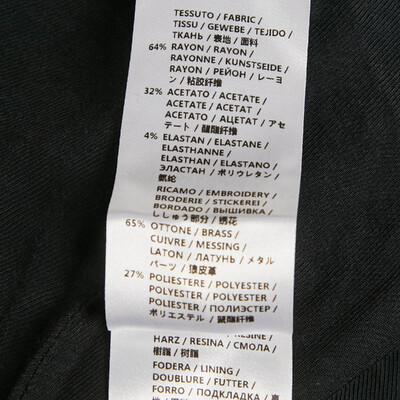 TESSUTO / FABRIC /
TISSU / GEWEBE / TEJIDO /
ТКАНЬ / 表地 / 面料
64% RAYON / RAYON /
RAYONNE / KUNSTSEIDE /
RAYON / РЕЙОН / レーヨ
ン / 粘胶纤维
32% ACETATO / ACETATE /
ACETATE / ACETAT /
ACETATO / АЦЕТАТ / アセ
テート / 醋酯纤维
4% ELASTAN / ELASTANE /
ELASTHANNE /
ELASTHAN / ELASTANO /
ЭЛАСТАН / ポリウレタン /
氨纶
RICAMO / EMBROIDERY /
BRODERIE / STICKEREI /
BORDADO / ВЫШИВКА /
ししゅう部分 / 绣花
65% OTTONE / BRASS /
CUIVRE / MESSING /
LATON / ЛАТУНЬ / メタル
パーツ /
27% POLIESTERE / POLYESTER /
POLYESTER / POLYESTER /
POLIESTER / ПОЛИЭСТЕР /
ポリエステル / 聚酯纤维
RESINE /
HARZ / RESINA / СМОЛА /
樹脂 / 树脂
FODERA / LINING /
DOUBLURE / FUTTER /
FORRO / ПОДКЛАДКА / 裏